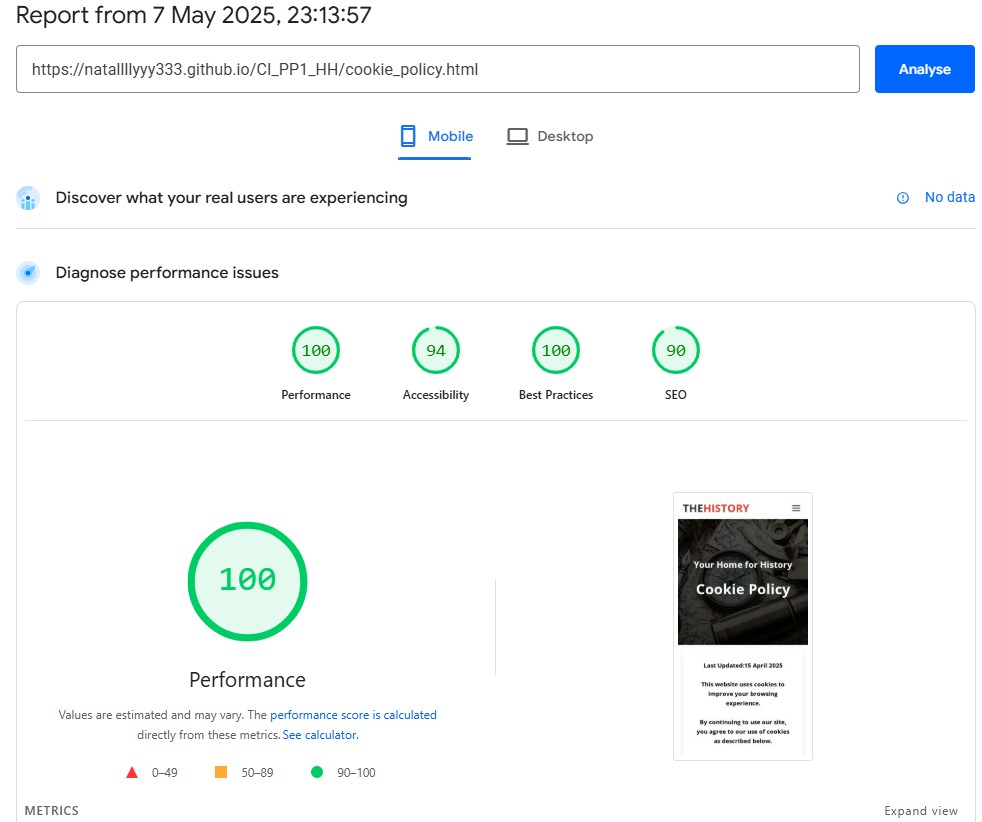 Report from 7 May 2025, 23:13:57
https://natallllyyy333.github.io/CI_PP1_HH/cookie_policy.html
Analyse
Mobile
Desktop
Discover what your real users are experiencing
No data
Diagnose performance issues
100
94
100
90
Performance
Accessibility
Best Practices
SEO
THEHISTORY
Your Home for History
Cookie Policy
Last Updated:15 April 2025
This website uses cookies to
improve your browsing
experience.
By continuing to use our site,
you agree to our use of cookies
as described below.
100
Performance
Values are estimated and may vary. The performance score is calculated
directly from these metrics. See calculator.
0–49
50–89
90–100
METRICS
Expand view